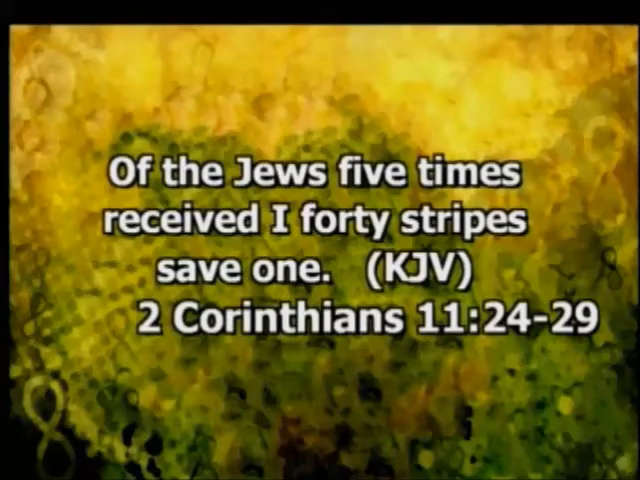 Of the Jews five times
received I forty stripes
save one. (KJV)
2 Corinthians 11:24-29